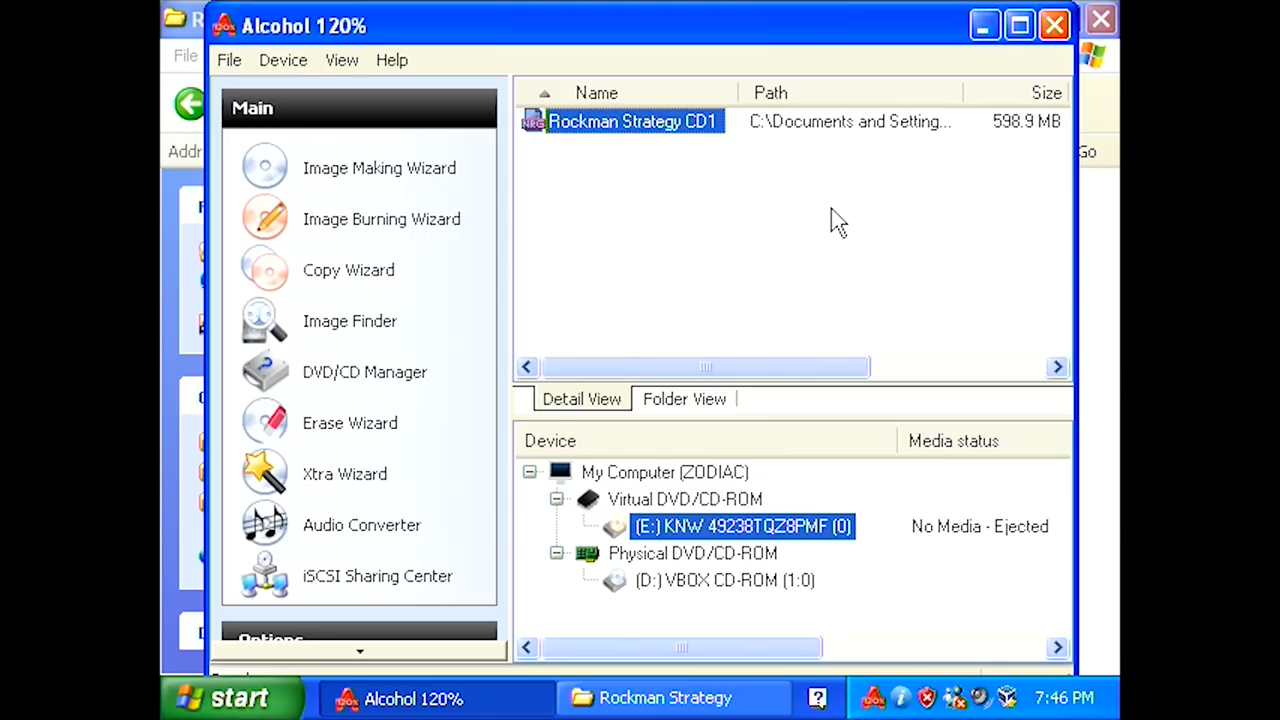 Alcohol 120%
File Device View Help
File
Addr
Go
Main
Image Making Wizard
Image Burning Wizard
Copy Wizard
Image Finder
DVD/CD Manager
Erase Wizard
Xtra Wizard
Audio Converter
iSCSI Sharing Center
Options
Name Path Size
Rockman Strategy CD1 C:\Documents and Setting... 598.9 MB
Detail View Folder View
Device Media status
My Computer (ZODIAC)
Virtual DVD/CD-ROM
(E:) KNW 49238TQZ8PMF (0) No Media - Ejected
Physical DVD/CD-ROM
(D:) VBOX CD-ROM (1:0)
start Alcohol 120% Rockman Strategy 7:46 PM